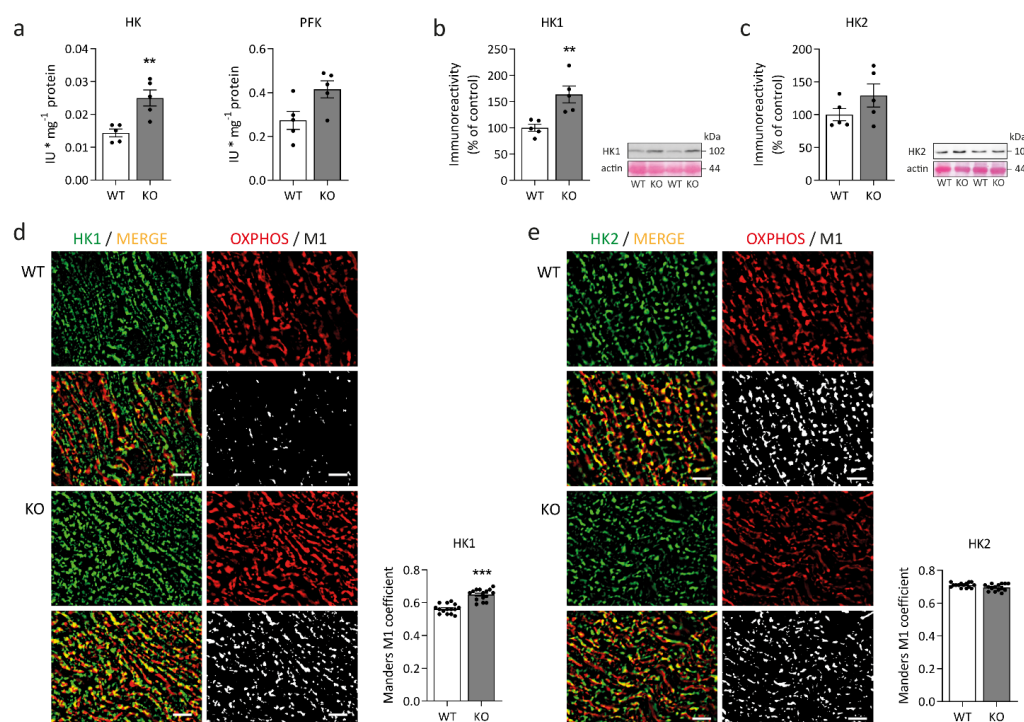 a
HK
IU * mg-1 protein
0.04
0.03
0.02
0.01
0.00
**
WT KO
PFK
IU * mg-1 protein
0.6
0.4
0.2
0.0
WT KO
b
HK1
Immunoreactivity
(% of control)
250
200
150
100
50
0
**
WT KO
kDa
HK1 102
actin 44
WT KO WT KO
c
HK2
Immunoreactivity
(% of control)
200
150
100
50
0
WT KO
kDa
HK2
actin 44
WT KO WT KO
d
HK1 / MERGE OXPHOS / M1
WT
KO
HK1
Manders M1 coefficient
0.8
0.6
0.4
0.2
0.0
***
WT KO
e
HK2 / MERGE OXPHOS / M1
WT
KO
HK2
Manders M1 coefficient
0.8
0.6
0.4
0.2
0.0
WT KO